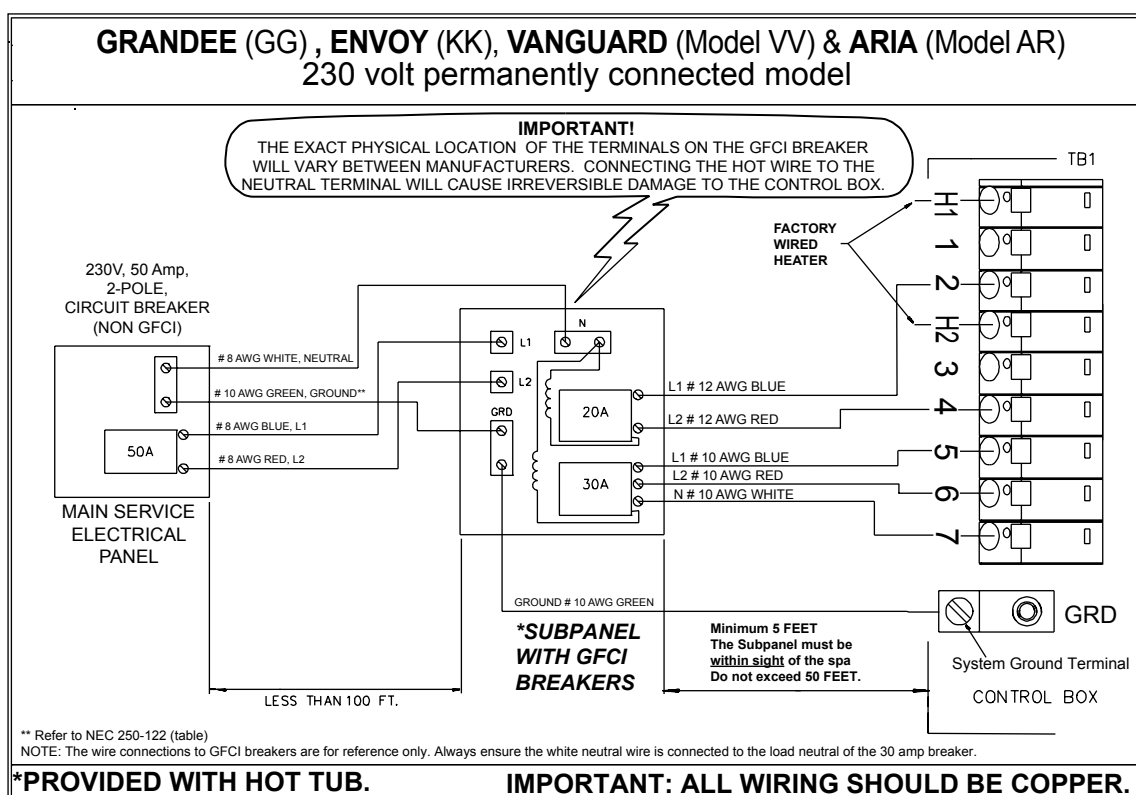 GRANDEE (GG) , ENVOY (KK), VANGUARD (Model VV) & ARIA (Model AR)
230 volt permanently connected model
IMPORTANT!
THE EXACT PHYSICAL LOCATION OF THE TERMINALS ON THE GFCI BREAKER
WILL VARY BETWEEN MANUFACTURERS. CONNECTING THE HOT WIRE TO THE
NEUTRAL TERMINAL WILL CAUSE IRREVERSIBLE DAMAGE TO THE CONTROL BOX.
230V, 50 Amp,
2-POLE,
CIRCUIT BREAKER
(NON GFCI)
# 8 AWG WHITE, NEUTRAL
# 10 AWG GREEN, GROUND**
# 8 AWG BLUE, L1
# 8 AWG RED, L2
50A
MAIN SERVICE
ELECTRICAL
PANEL
N
L1
L2
GRD
20A
30A
L1 # 12 AWG BLUE
L2 # 12 AWG RED
L1 # 10 AWG BLUE
L2 # 10 AWG RED
N # 10 AWG WHITE
FACTORY
WIRED
HEATER
TB1
H1
1
2
H2
3
4
5
6
7
GROUND # 10 AWG GREEN
*SUBPANEL
WITH GFCI
BREAKERS
Minimum 5 FEET
The Subpanel must be
within sight of the spa
Do not exceed 50 FEET.
GRD
System Ground Terminal
CONTROL BOX
LESS THAN 100 FT.
** Refer to NEC 250-122 (table)
NOTE: The wire connections to GFCI breakers are for reference only. Always ensure the white neutral wire is connected to the load neutral of the 30 amp breaker.
*PROVIDED WITH HOT TUB.
IMPORTANT: ALL WIRING SHOULD BE COPPER.